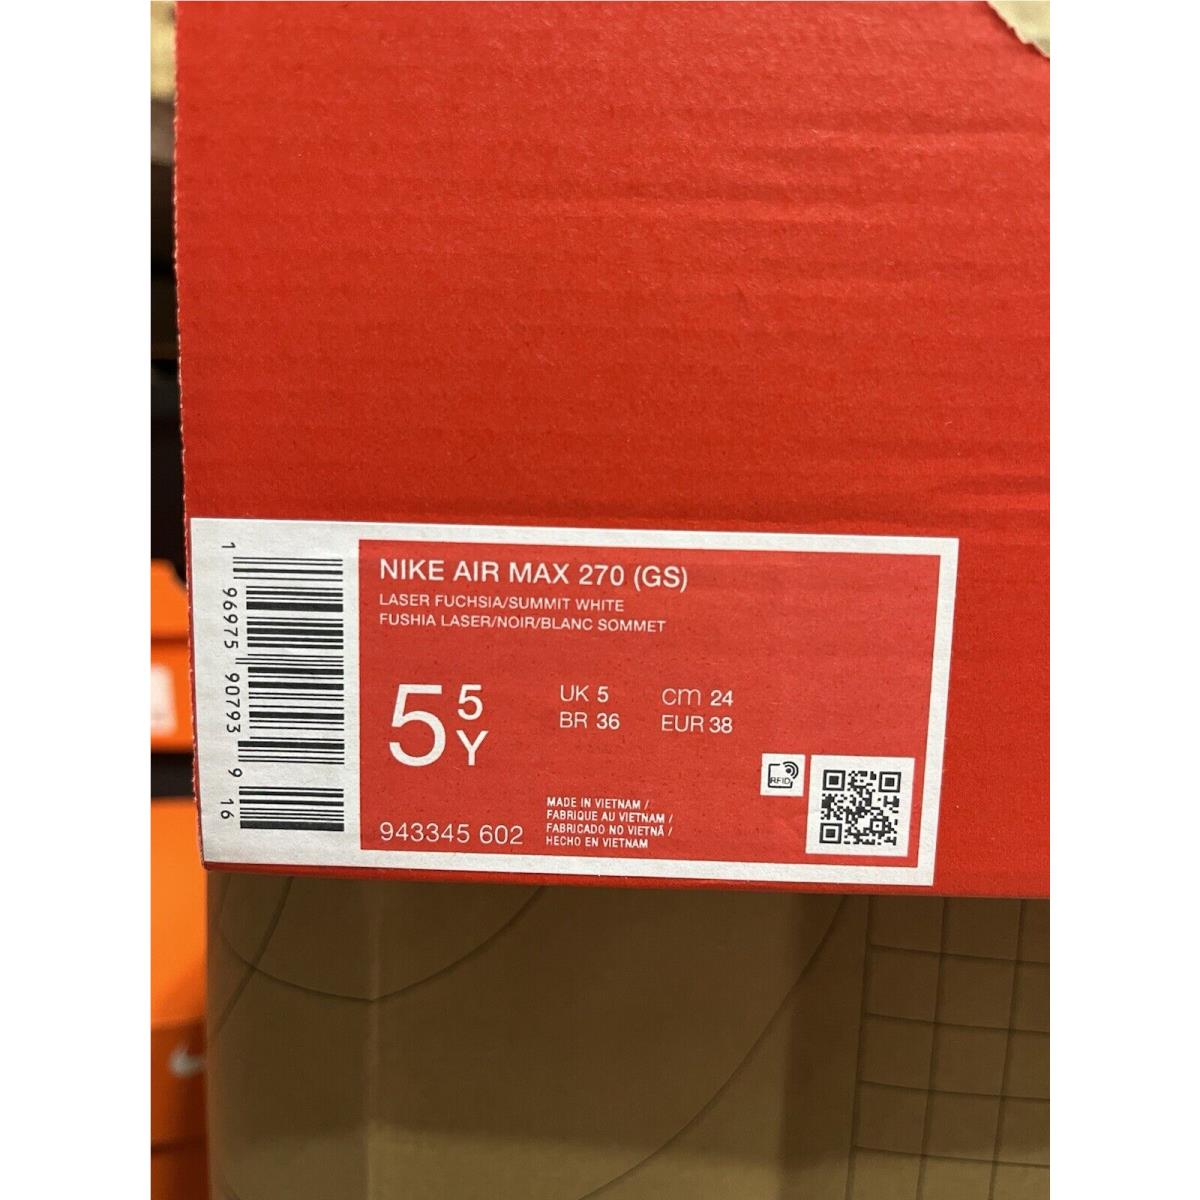 NIKE AIR MAX 270 (GS)
LASER FUCHSIA/SUMMIT WHITE
FUSHIA LASER/NOIR/BLANC SOMMET
5 5 Y
UK 5 cm 24
BR 36 EUR 38
RFID
943345 602
MADE IN VIETNAM /
FABRIQUE AU VIETNAM /
FABRICADO NO VIETNÃ /
HECHO EN VIETNAM
1 96975 90793 9 16